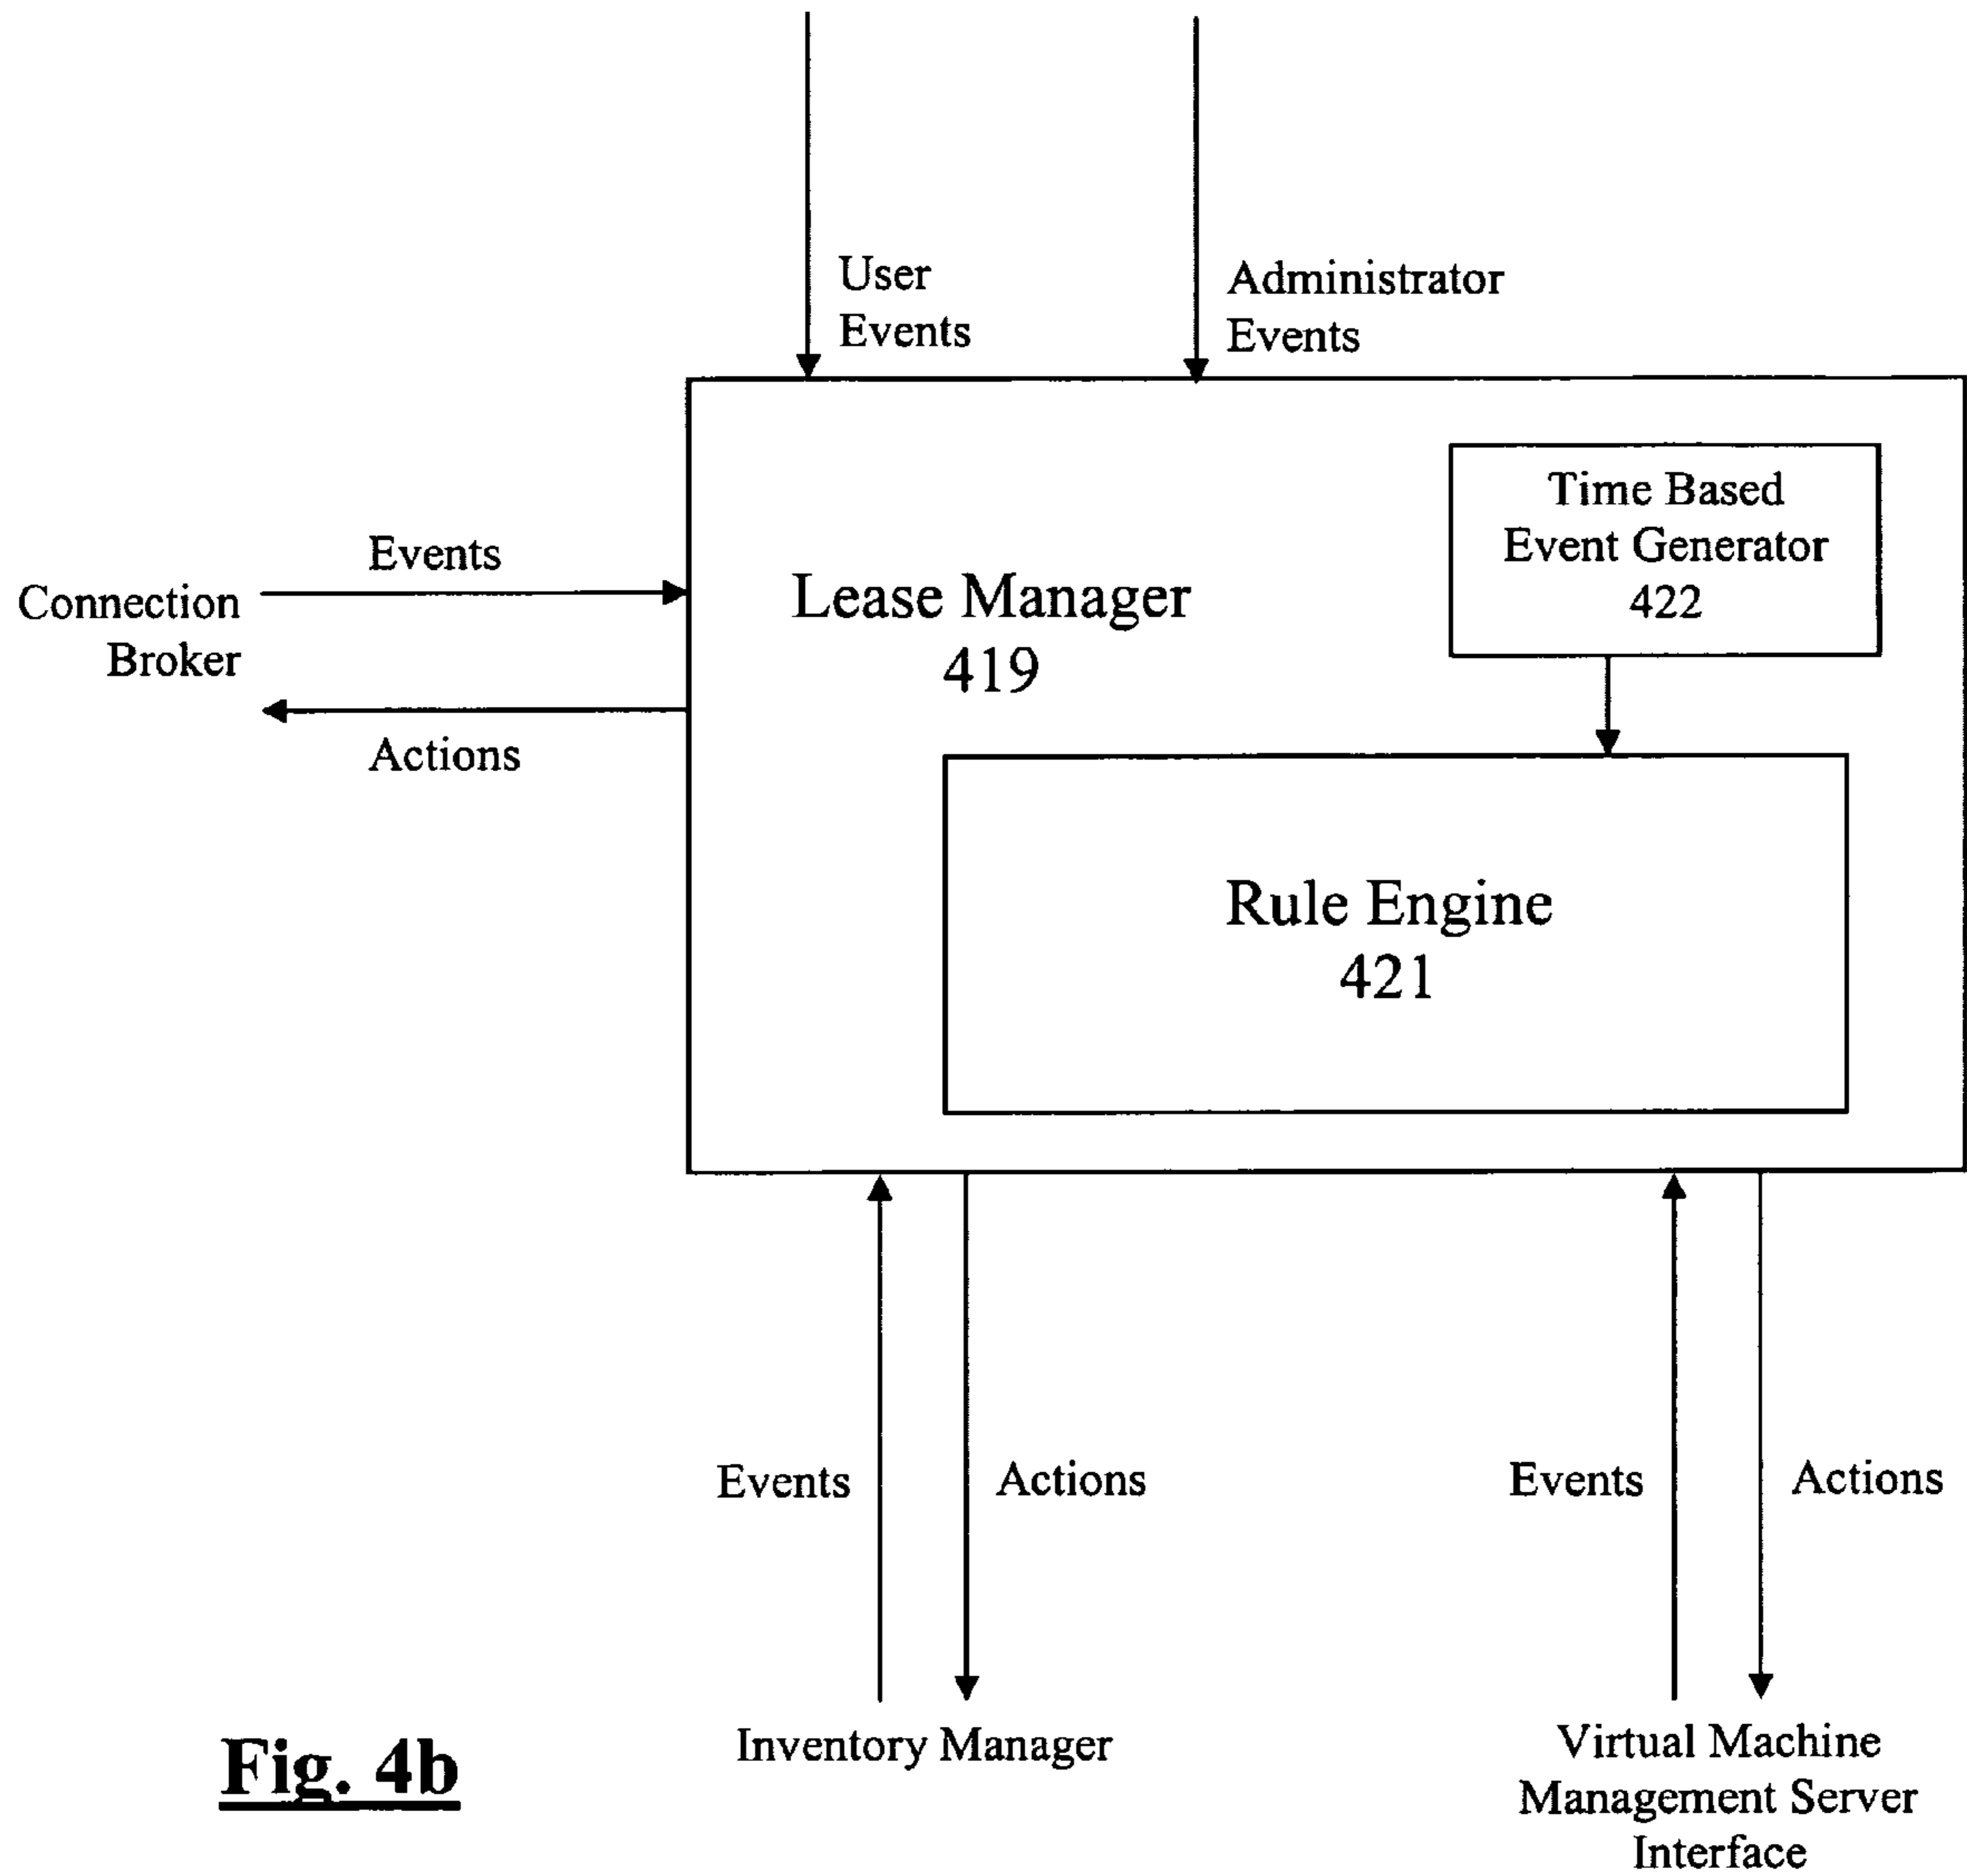 User
Events
Administrator
Events
Time Based
Event Generator
422
Events
Connection
Broker
Actions
Lease Manager
419
Rule Engine
421
Events
Actions
Events
Actions
Inventory Manager
Virtual Machine
Management Server
Interface
Fig. 4b